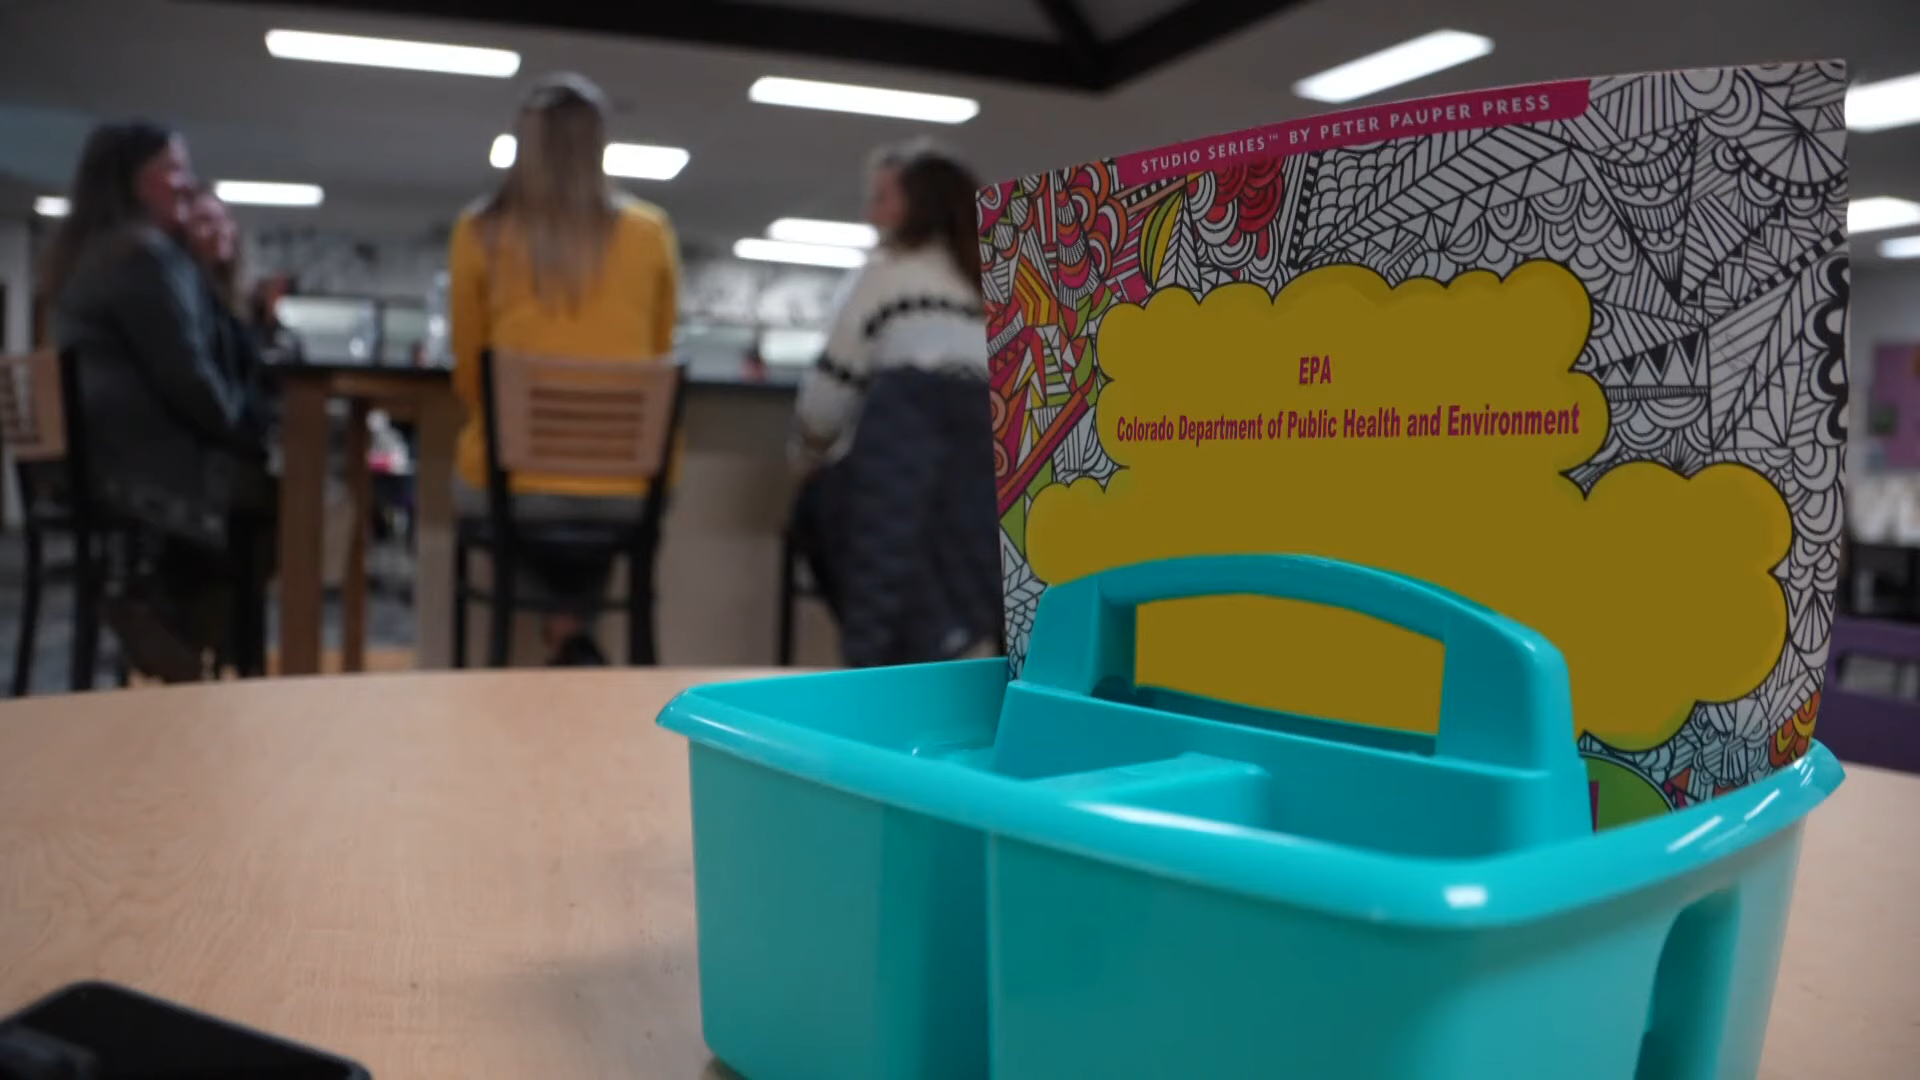 STUDIO SERIES™ BY PETER PAUPER PRESS
EPA
Colorado Department of Public Health and Environment